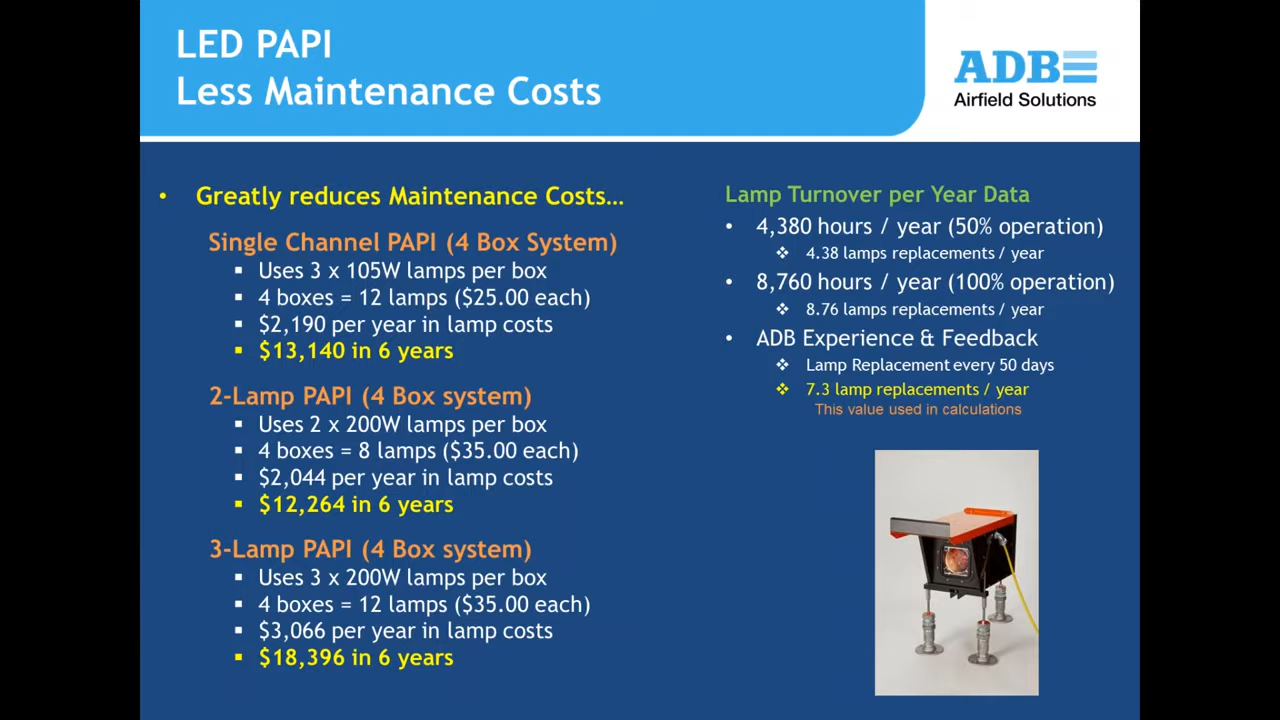 LED PAPI
Less Maintenance Costs
ADB
Airfield Solutions
• Greatly reduces Maintenance Costs…
Single Channel PAPI (4 Box System)
▪ Uses 3 x 105W lamps per box
▪ 4 boxes = 12 lamps ($25.00 each)
▪ $2,190 per year in lamp costs
▪ $13,140 in 6 years
2-Lamp PAPI (4 Box system)
▪ Uses 2 x 200W lamps per box
▪ 4 boxes = 8 lamps ($35.00 each)
▪ $2,044 per year in lamp costs
▪ $12,264 in 6 years
3-Lamp PAPI (4 Box system)
▪ Uses 3 x 200W lamps per box
▪ 4 boxes = 12 lamps ($35.00 each)
▪ $3,066 per year in lamp costs
▪ $18,396 in 6 years
Lamp Turnover per Year Data
• 4,380 hours / year (50% operation)
❖ 4.38 lamps replacements / year
• 8,760 hours / year (100% operation)
❖ 8.76 lamps replacements / year
• ADB Experience & Feedback
❖ Lamp Replacement every 50 days
❖ 7.3 lamp replacements / year
This value used in calculations